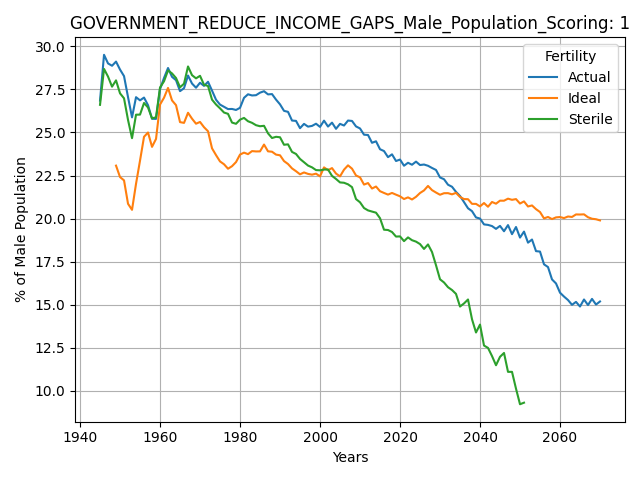 GOVERNMENT_REDUCE_INCOME_GAPS_Male_Population_Scoring: 1
30.0
27.5
25.0
22.5
20.0
17.5
15.0
12.5
10.0
% of Male Population
Fertility
Actual
Ideal
Sterile
1940 1960 1980 2000 2020 2040 2060
Years